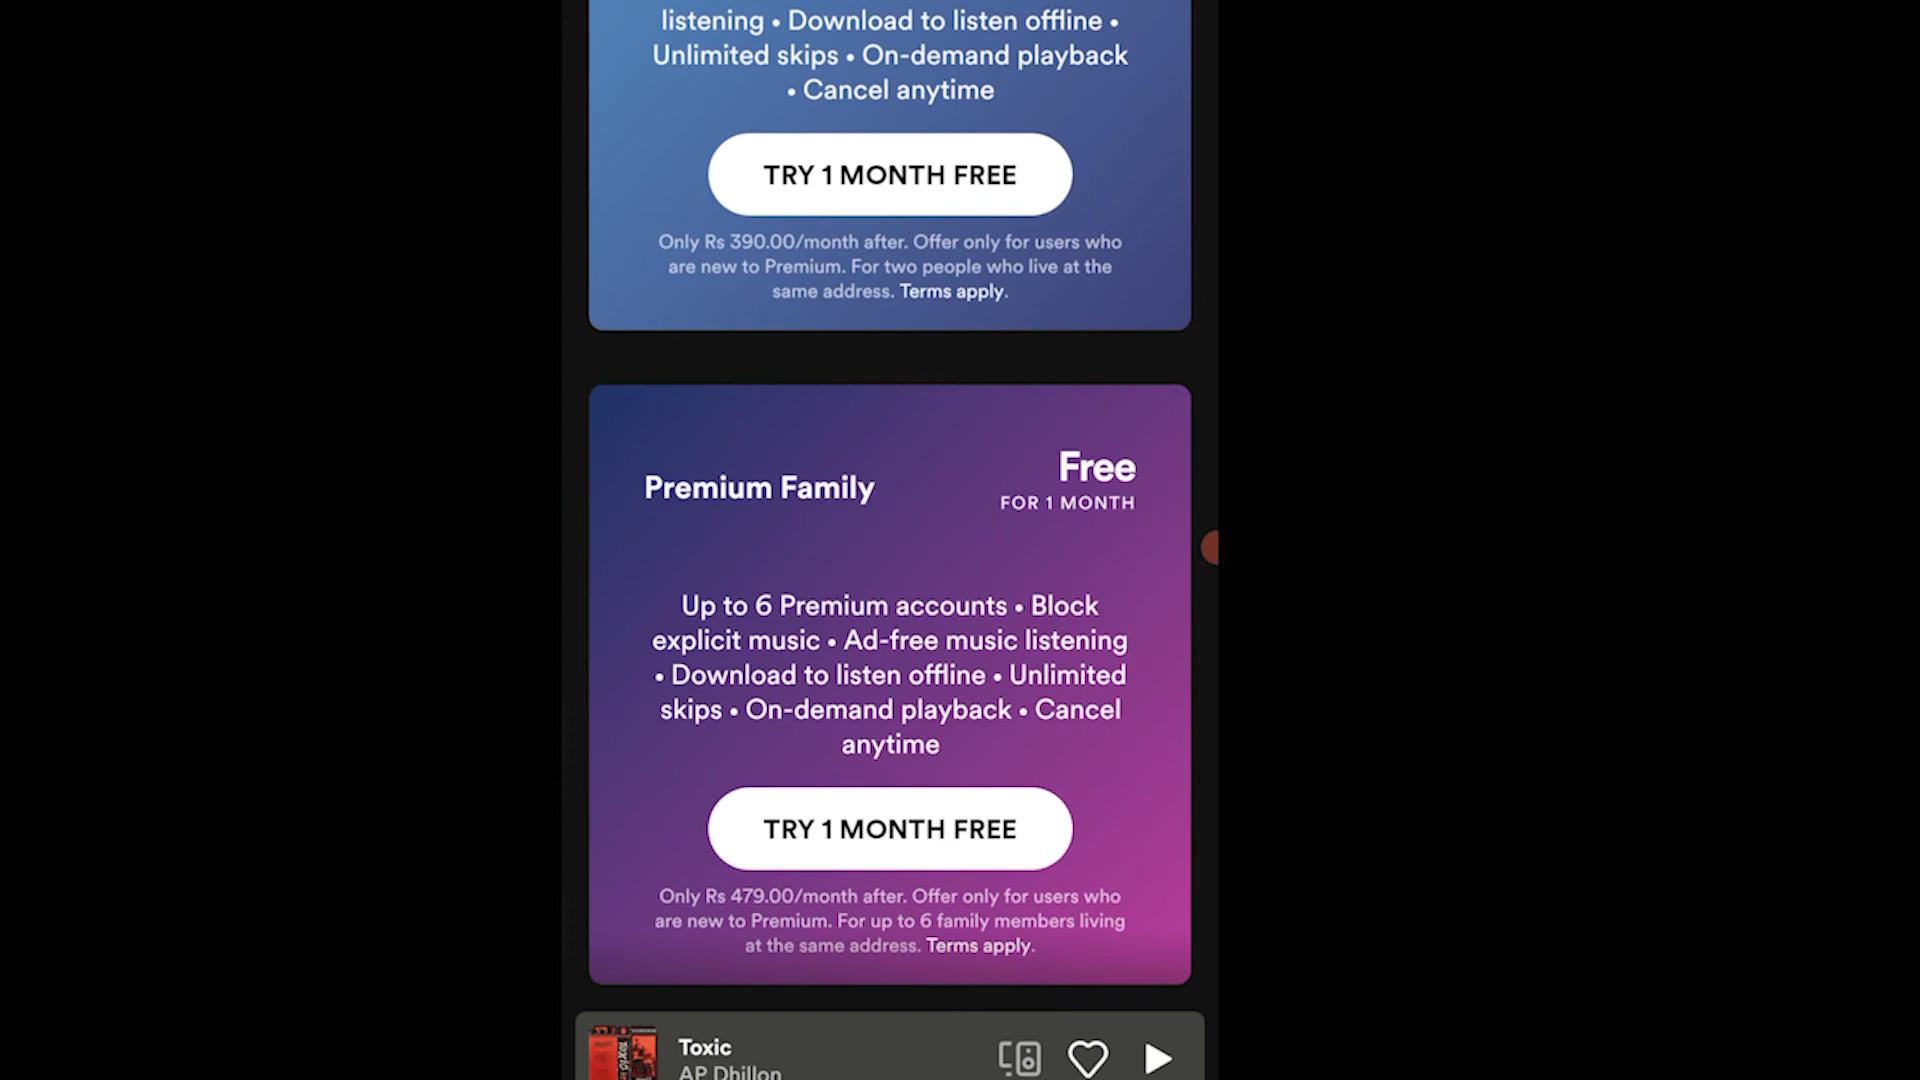 listening • Download to listen offline •
Unlimited skips • On-demand playback
• Cancel anytime
TRY 1 MONTH FREE
Only Rs 390.00/month after. Offer only for users who
are new to Premium. For two people who live at the
same address. Terms apply.
Premium Family
Free
FOR 1 MONTH
Up to 6 Premium accounts • Block
explicit music • Ad-free music listening
• Download to listen offline • Unlimited
skips • On-demand playback • Cancel
anytime
TRY 1 MONTH FREE
Only Rs 479.00/month after. Offer only for users who
are new to Premium. For up to 6 family members living
at the same address. Terms apply.
Toxic
AP Dhillon